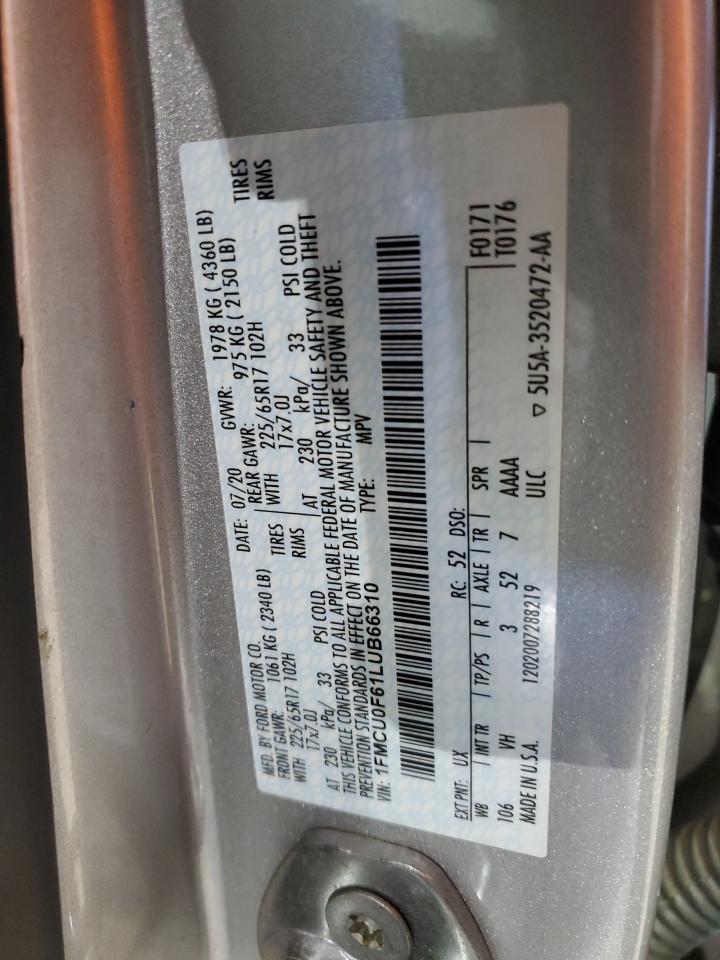 MFD. BY FORD MOTOR CO.
DATE: 07/20 GVWR: 1978 KG ( 4360 LB)
FRONT GAWR: 1061 KG ( 2340 LB)
REAR GAWR: 975 KG ( 2150 LB)
WITH 225/65R17 102H TIRES
WITH 225/65R17 102H TIRES
17x7.0J RIMS
17x7.0J RIMS
AT 230 kPa/ 33 PSI COLD
AT 230 kPa/ 33 PSI COLD
THIS VEHICLE CONFORMS TO ALL APPLICABLE FEDERAL MOTOR VEHICLE SAFETY AND THEFT
PREVENTION STANDARDS IN EFFECT ON THE DATE OF MANUFACTURE SHOWN ABOVE.
VIN: 1FMCU0F61LUB66310 TYPE: MPV
EXT PNT: UX RC: 52 DSO:
WB INT TR TP/PS R AXLE TR SPR F0171
106 VH 3 52 7 AAAA T0176
MADE IN U.S.A. 1202007288219 ULC ▽ 5U5A-3520472-AA